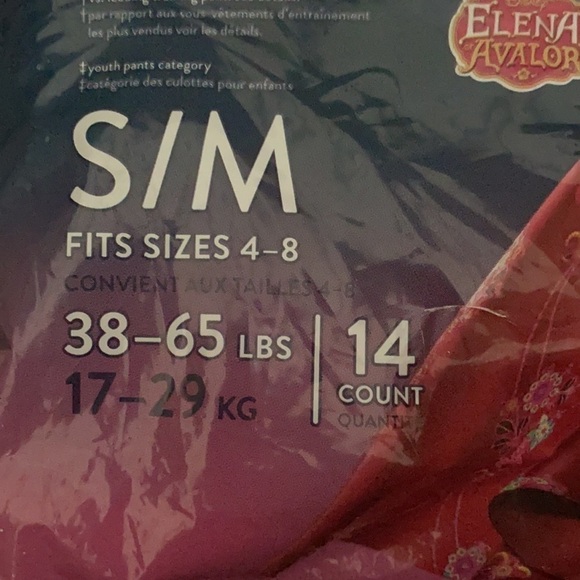 †par rapport aux sous-vêtements d'entraînement
les plus vendus voir les détails.
‡youth pants category
‡catégorie des culottes pour enfants
ELENA
AVALOR
S/M
FITS SIZES 4–8
CONVIENT AUX TAILLES 4–8
38–65 LBS
17–29 KG
14
COUNT